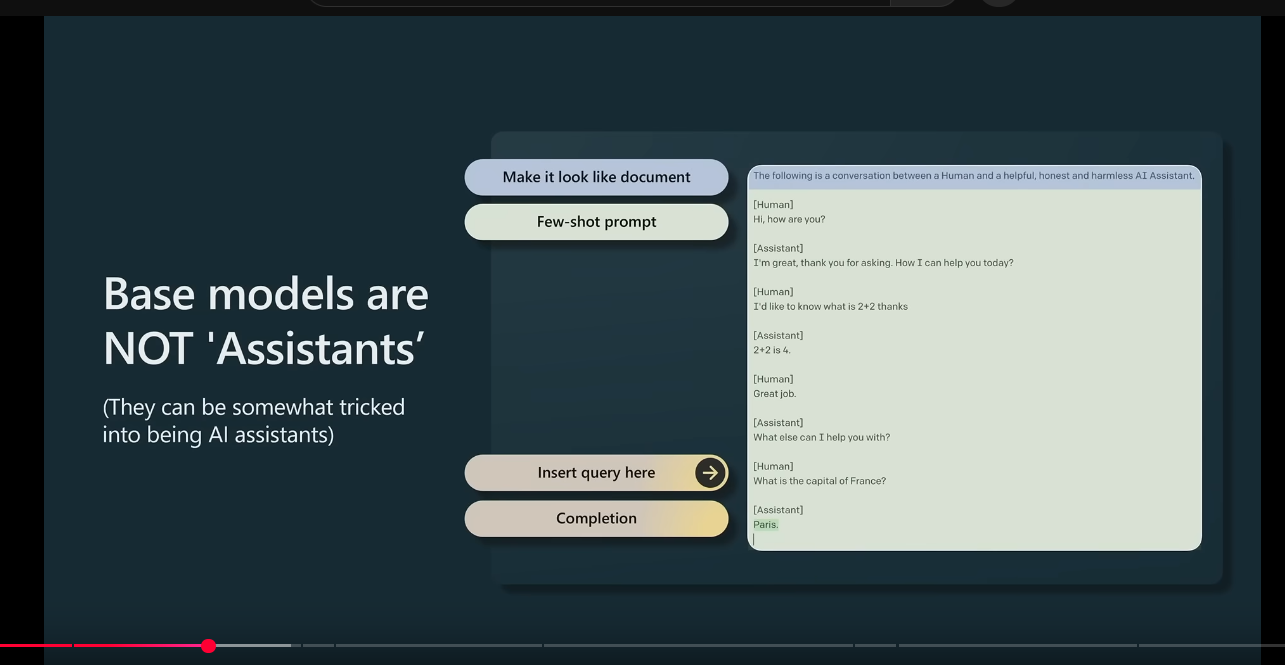 Base models are
NOT 'Assistants’
(They can be somewhat tricked
into being AI assistants)
Make it look like document
Few-shot prompt
Insert query here
Completion
The following is a conversation between a Human and a helpful, honest and harmless AI Assistant.
[Human]
Hi, how are you?
[Assistant]
I'm great, thank you for asking. How I can help you today?
[Human]
I'd like to know what is 2+2 thanks
[Assistant]
2+2 is 4.
[Human]
Great job.
[Assistant]
What else can I help you with?
[Human]
What is the capital of France?
[Assistant]
Paris.